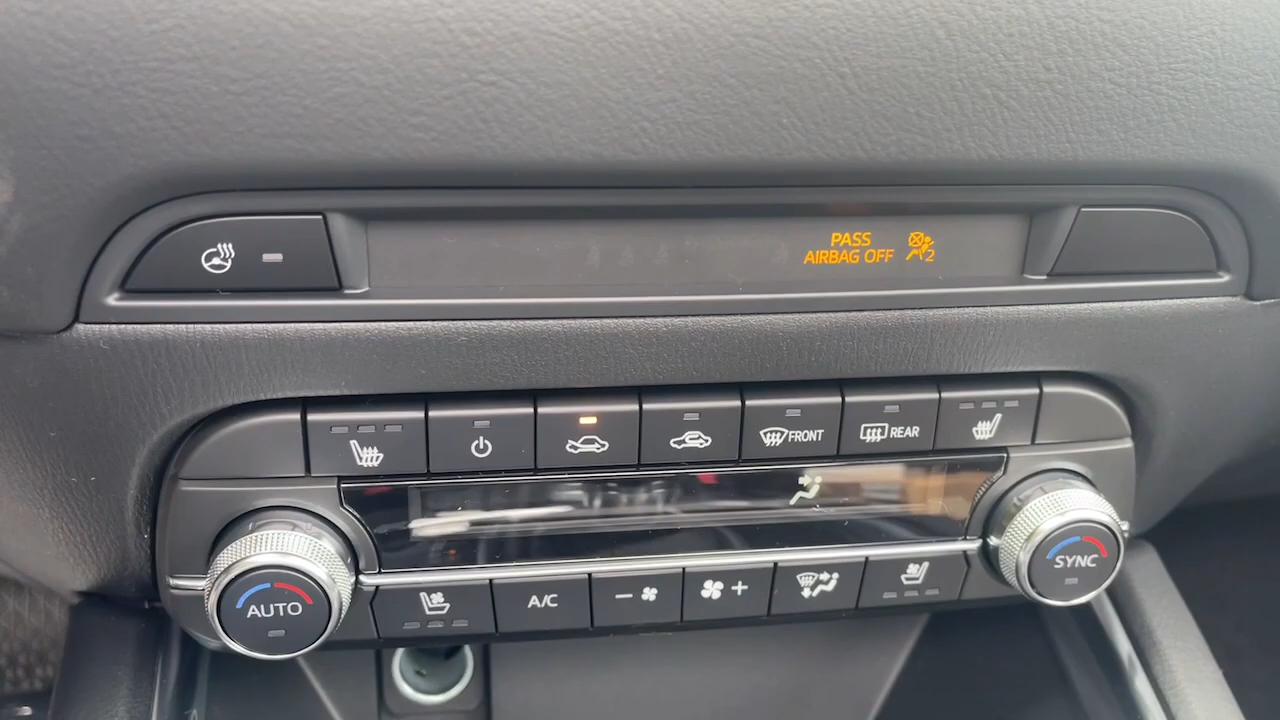 PASS
AIRBAG OFF 2
FRONT
REAR
AUTO
A/C
SYNC